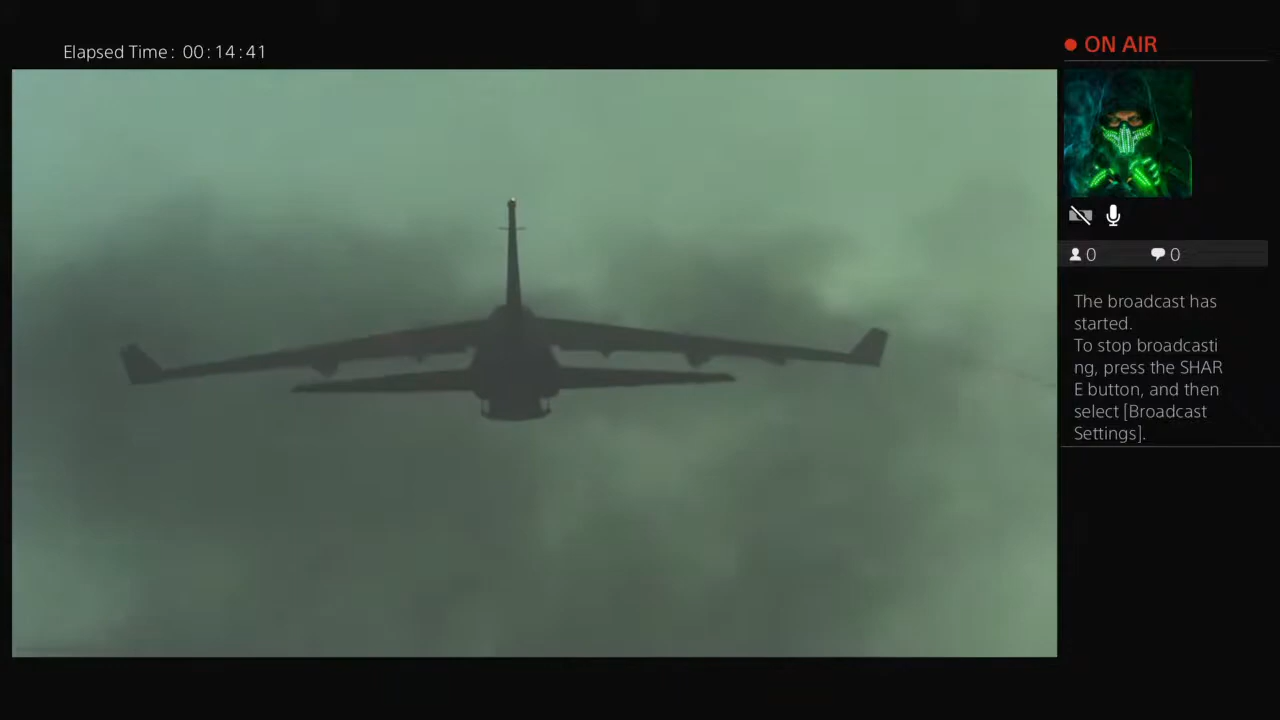 Elapsed Time: 00:14:41
ON AIR
0 0
The broadcast has
started.
To stop broadcasti
ng, press the SHAR
E button, and then
select [Broadcast
Settings].